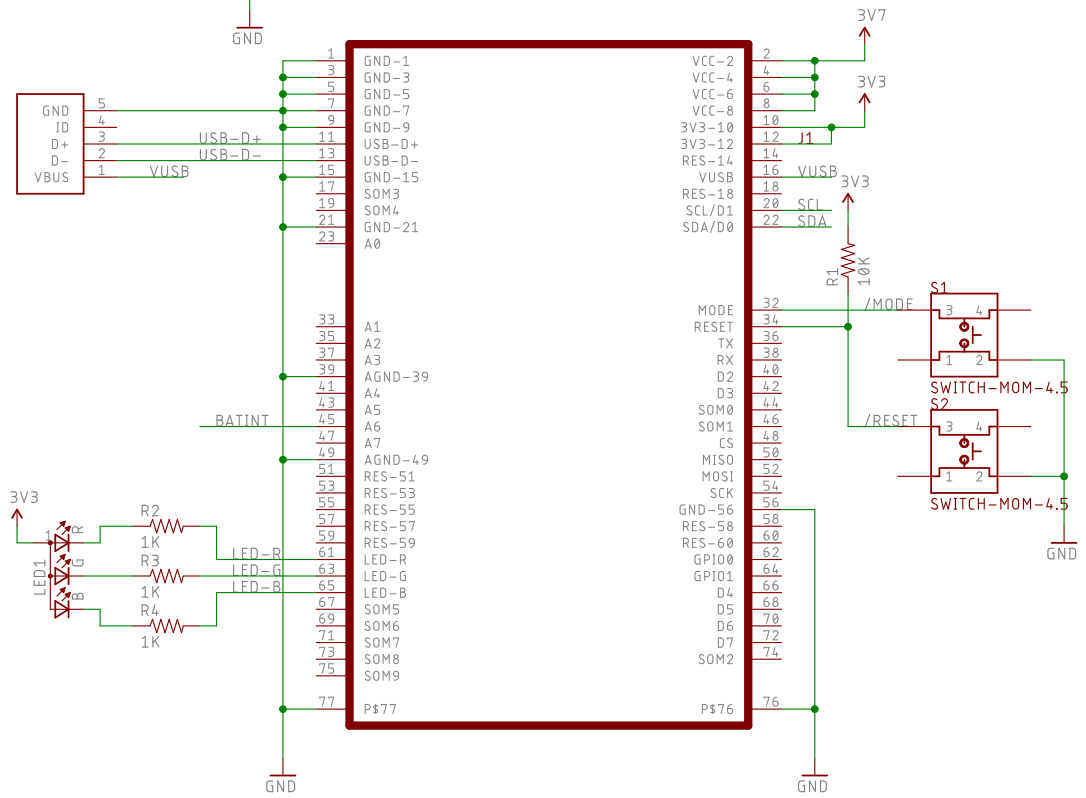 GND
3V7
3V3
GND 5
ID 4
D+ 3
D- 2
VBUS 1
USB-D+
USB-D-
VUSB
1 GND-1
3 GND-3
5 GND-5
7 GND-7
9 GND-9
11 USB-D+
13 USB-D-
15 GND-15
17 SOM3
19 SOM4
21 GND-21
23 A0
33 A1
35 A2
37 A3
39 AGND-39
41 A4
43 A5
45 A6
47 A7
49 AGND-49
51 RES-51
53 RES-53
55 RES-55
57 RES-57
59 RES-59
61 LED-R
63 LED-G
65 LED-B
67 SOM5
69 SOM6
71 SOM7
73 SOM8
75 SOM9
77 P$77
VCC-2 2
VCC-4 4
VCC-6 6
VCC-8 8
3V3-10 10
3V3-12 12
J1
RES-14 14
VUSB 16
VUSB
RES-18 18
SCL/D1 20
SCL
SDA/D0 22
SDA
MODE 32
RESET 34
TX 36
RX 38
D2 40
D3 42
SOM0 44
SOM1 46
CS 48
MISO 50
MOSI 52
SCK 54
GND-56 56
RES-58 58
RES-60 60
GPIO0 62
GPIO1 64
D4 66
D5 68
D6 70
D7 72
SOM2 74
P$76 76
3V3
R1
10K
/MODE
S1
3 4
1 2
SWITCH-MOM-4.5
/RESET
S2
3 4
1 2
SWITCH-MOM-4.5
GND
BATINT
3V3
1
LED1
R
G
B
R2
1K
R3
1K
R4
1K
LED-R
LED-G
LED-B
GND
GND